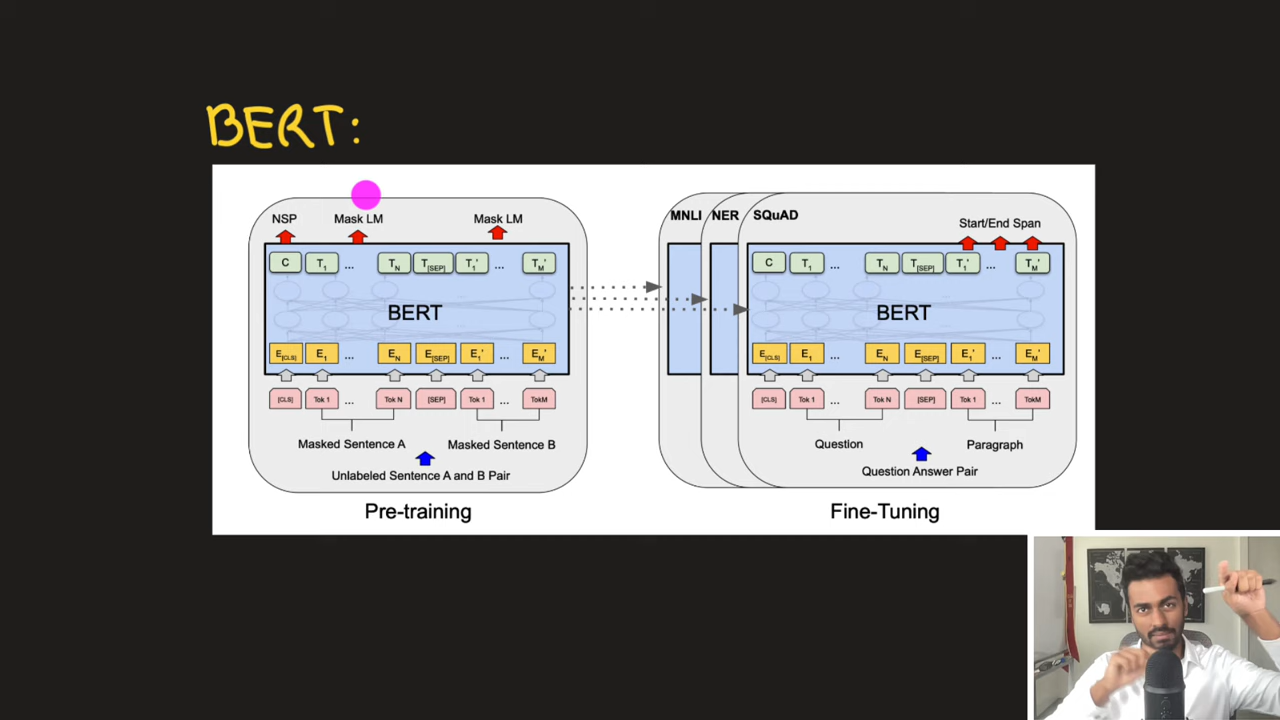 BERT:
NSP Mask LM Mask LM
C T1 ... TN T[SEP] T1' ... TM'
BERT
E[CLS] E1 ... EN E[SEP] E1' ... EM'
[CLS] Tok 1 ... Tok N [SEP] Tok 1 ... TokM
Masked Sentence A Masked Sentence B
Unlabeled Sentence A and B Pair
Pre-training
MNLI NER SQuAD
Start/End Span
C T1 ... TN T[SEP] T1' ... TM'
BERT
E[CLS] E1 ... EN E[SEP] E1' ... EM'
[CLS] Tok 1 ... Tok N [SEP] Tok 1 ... TokM
Question Paragraph
Question Answer Pair
Fine-Tuning